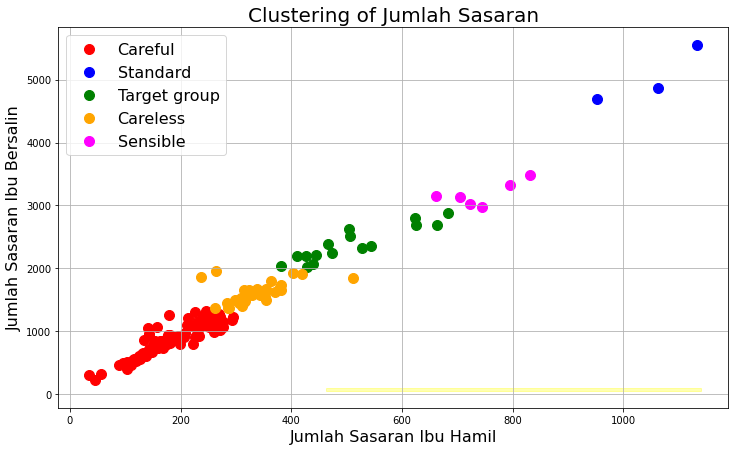 Clustering of Jumlah Sasaran
Careful
Standard
Target group
Careless
Sensible
Jumlah Sasaran Ibu Bersalin
5000
4000
3000
2000
1000
0
0 200 400 600 800 1000
Jumlah Sasaran Ibu Hamil